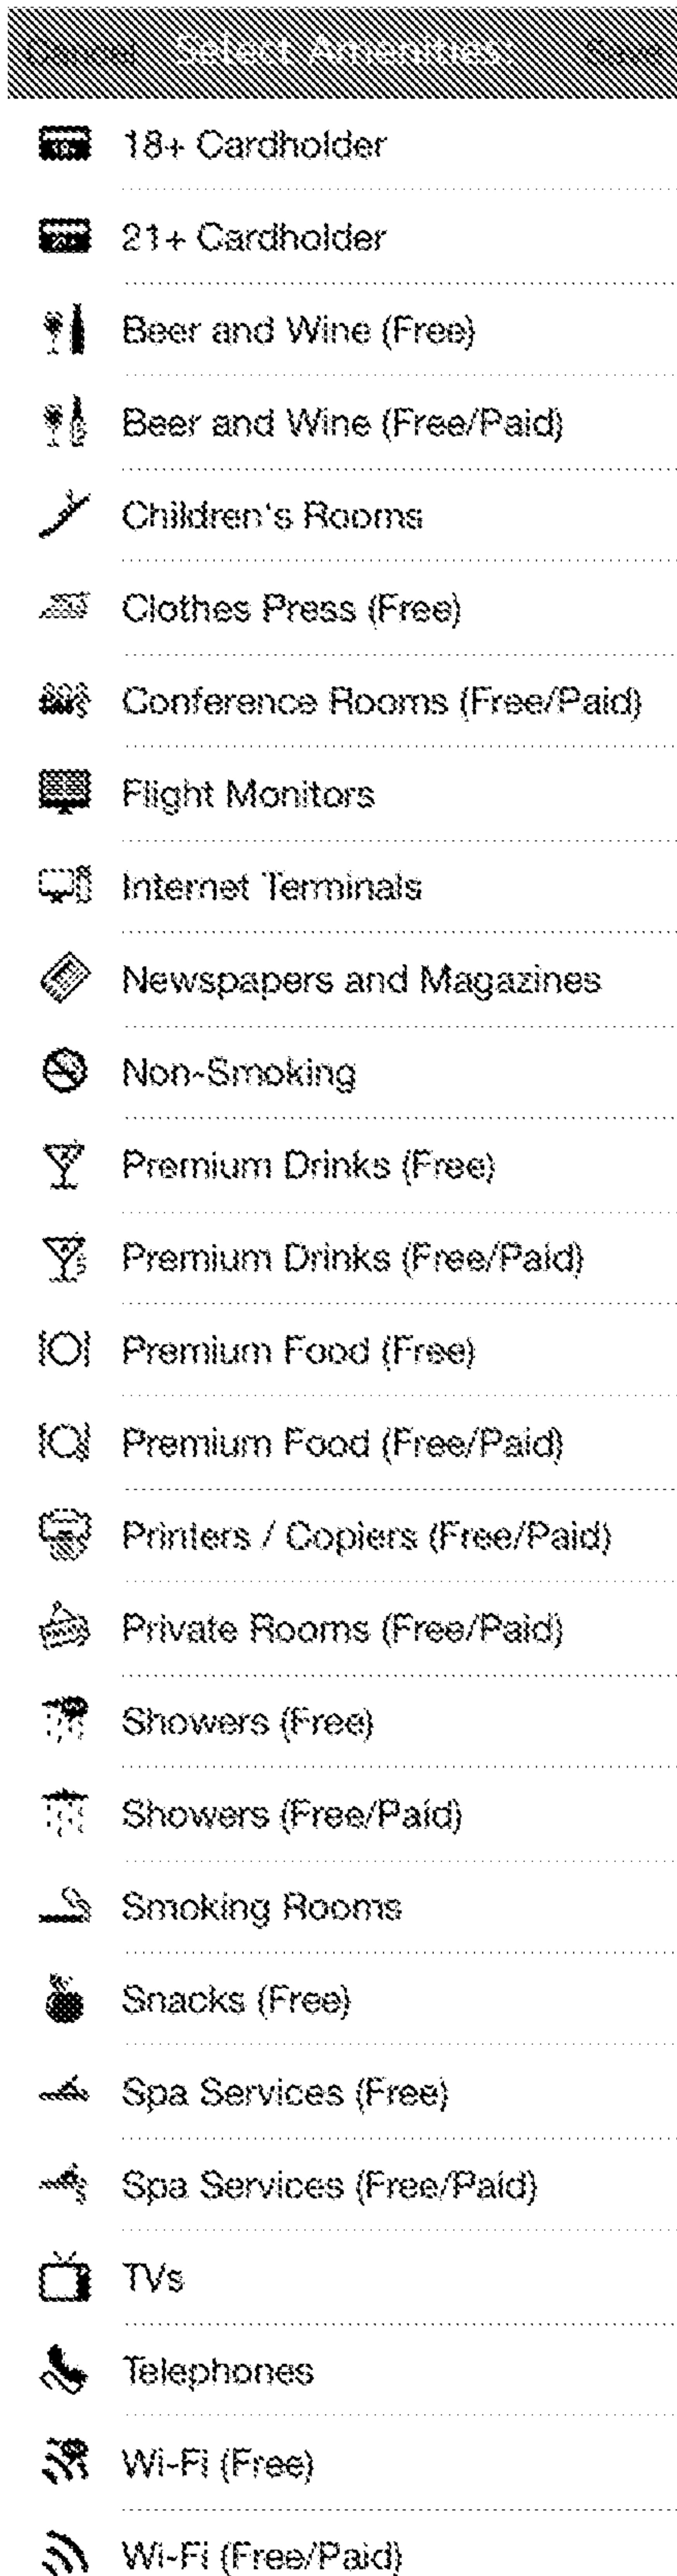 Cancel Select Amenities: Save
18+ Cardholder
21+ Cardholder
Beer and Wine (Free)
Beer and Wine (Free/Paid)
Children's Rooms
Clothes Press (Free)
Conference Rooms (Free/Paid)
Flight Monitors
Internet Terminals
Newspapers and Magazines
Non-Smoking
Premium Drinks (Free)
Premium Drinks (Free/Paid)
Premium Food (Free)
Premium Food (Free/Paid)
Printers / Copiers (Free/Paid)
Private Rooms (Free/Paid)
Showers (Free)
Showers (Free/Paid)
Smoking Rooms
Snacks (Free)
Spa Services (Free)
Spa Services (Free/Paid)
TVs
Telephones
Wi-Fi (Free)
Wi-Fi (Free/Paid)